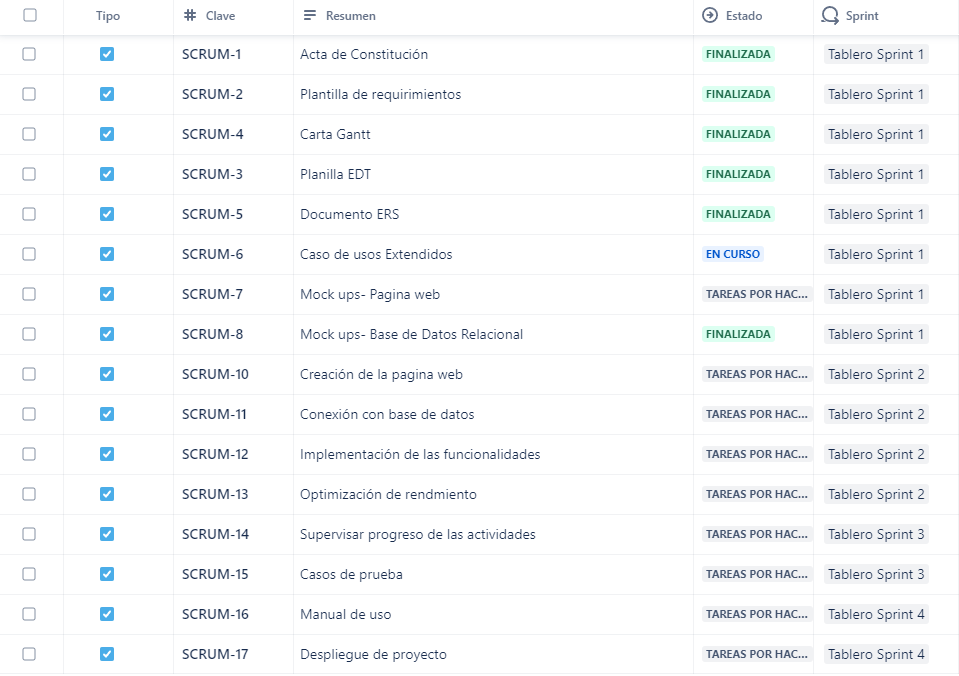 Tipo Clave Resumen Estado Sprint
SCRUM-1 Acta de Constitución FINALIZADA Tablero Sprint 1
SCRUM-2 Plantilla de requirimientos FINALIZADA Tablero Sprint 1
SCRUM-4 Carta Gantt FINALIZADA Tablero Sprint 1
SCRUM-3 Planilla EDT FINALIZADA Tablero Sprint 1
SCRUM-5 Documento ERS FINALIZADA Tablero Sprint 1
SCRUM-6 Caso de usos Extendidos EN CURSO Tablero Sprint 1
SCRUM-7 Mock ups- Pagina web TAREAS POR HAC... Tablero Sprint 1
SCRUM-8 Mock ups- Base de Datos Relacional FINALIZADA Tablero Sprint 1
SCRUM-10 Creación de la pagina web TAREAS POR HAC... Tablero Sprint 2
SCRUM-11 Conexión con base de datos TAREAS POR HAC... Tablero Sprint 2
SCRUM-12 Implementación de las funcionalidades TAREAS POR HAC... Tablero Sprint 2
SCRUM-13 Optimización de rendmiento TAREAS POR HAC... Tablero Sprint 2
SCRUM-14 Supervisar progreso de las actividades TAREAS POR HAC... Tablero Sprint 3
SCRUM-15 Casos de prueba TAREAS POR HAC... Tablero Sprint 3
SCRUM-16 Manual de uso TAREAS POR HAC... Tablero Sprint 4
SCRUM-17 Despliegue de proyecto TAREAS POR HAC... Tablero Sprint 4